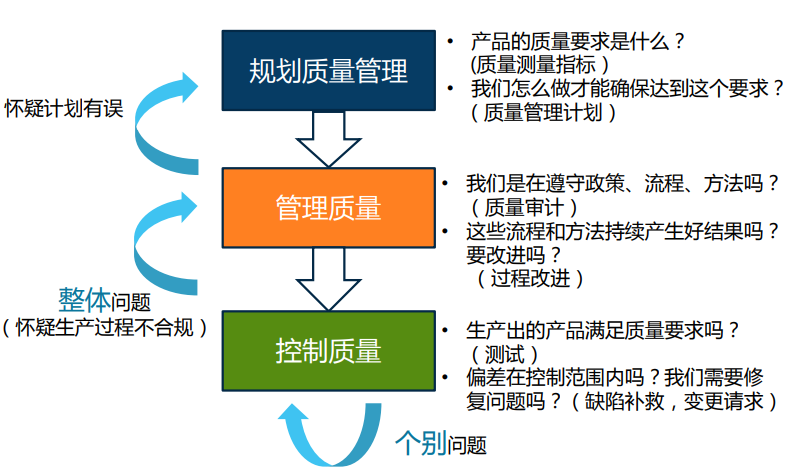 规划质量管理
• 产品的质量要求是什么？
(质量测量指标)
• 我们怎么做才能确保达到这个要求？
（质量管理计划）
怀疑计划有误
管理质量
• 我们是在遵守政策、流程、方法吗？
（质量审计）
• 这些流程和方法持续产生好结果吗？
要改进吗？
（过程改进）
整体问题
（怀疑生产过程不合规）
控制质量
• 生产出的产品满足质量要求吗？
（测试）
• 偏差在控制范围内吗？我们需要修
复问题吗？（缺陷补救，变更请求）
个别问题